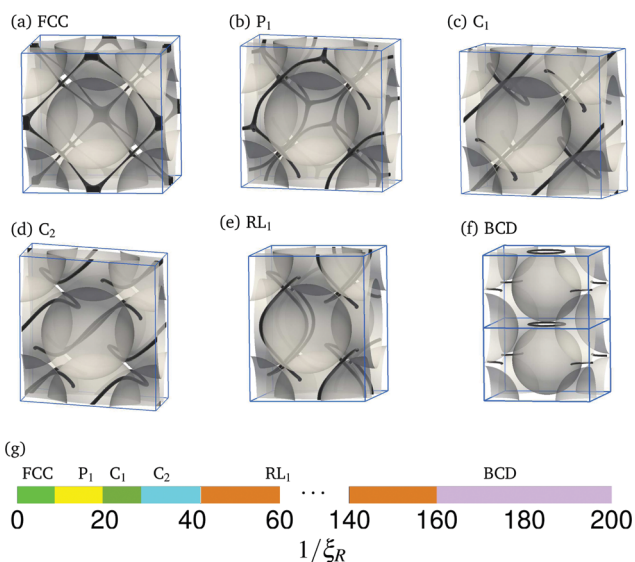 (a) FCC (b) P₁ (c) C₁
(d) C₂ (e) RL₁ (f) BCD
(g)
FCC P₁ C₁ C₂ RL₁ BCD
0 20 40 60 ··· 140 160 180 200
1/ξ_R